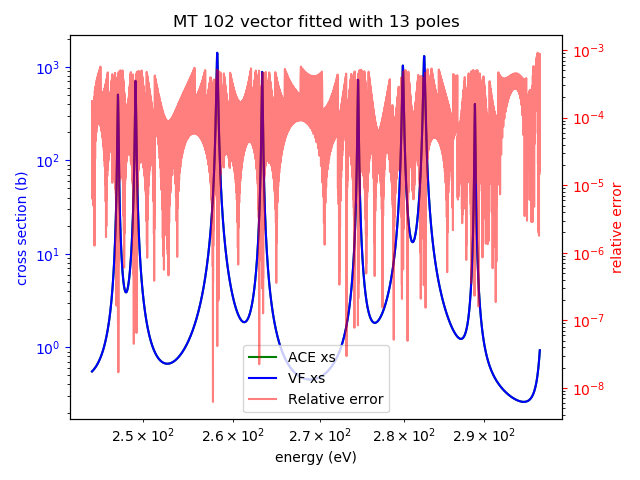 MT 102 vector fitted with 13 poles
cross section (b)
10³
10²
10¹
10⁰
10⁻³
10⁻⁴
10⁻⁵
10⁻⁶
10⁻⁷
10⁻⁸
relative error
ACE xs
VF xs
Relative error
2.5 × 10² 2.6 × 10² 2.7 × 10² 2.8 × 10² 2.9 × 10²
energy (eV)